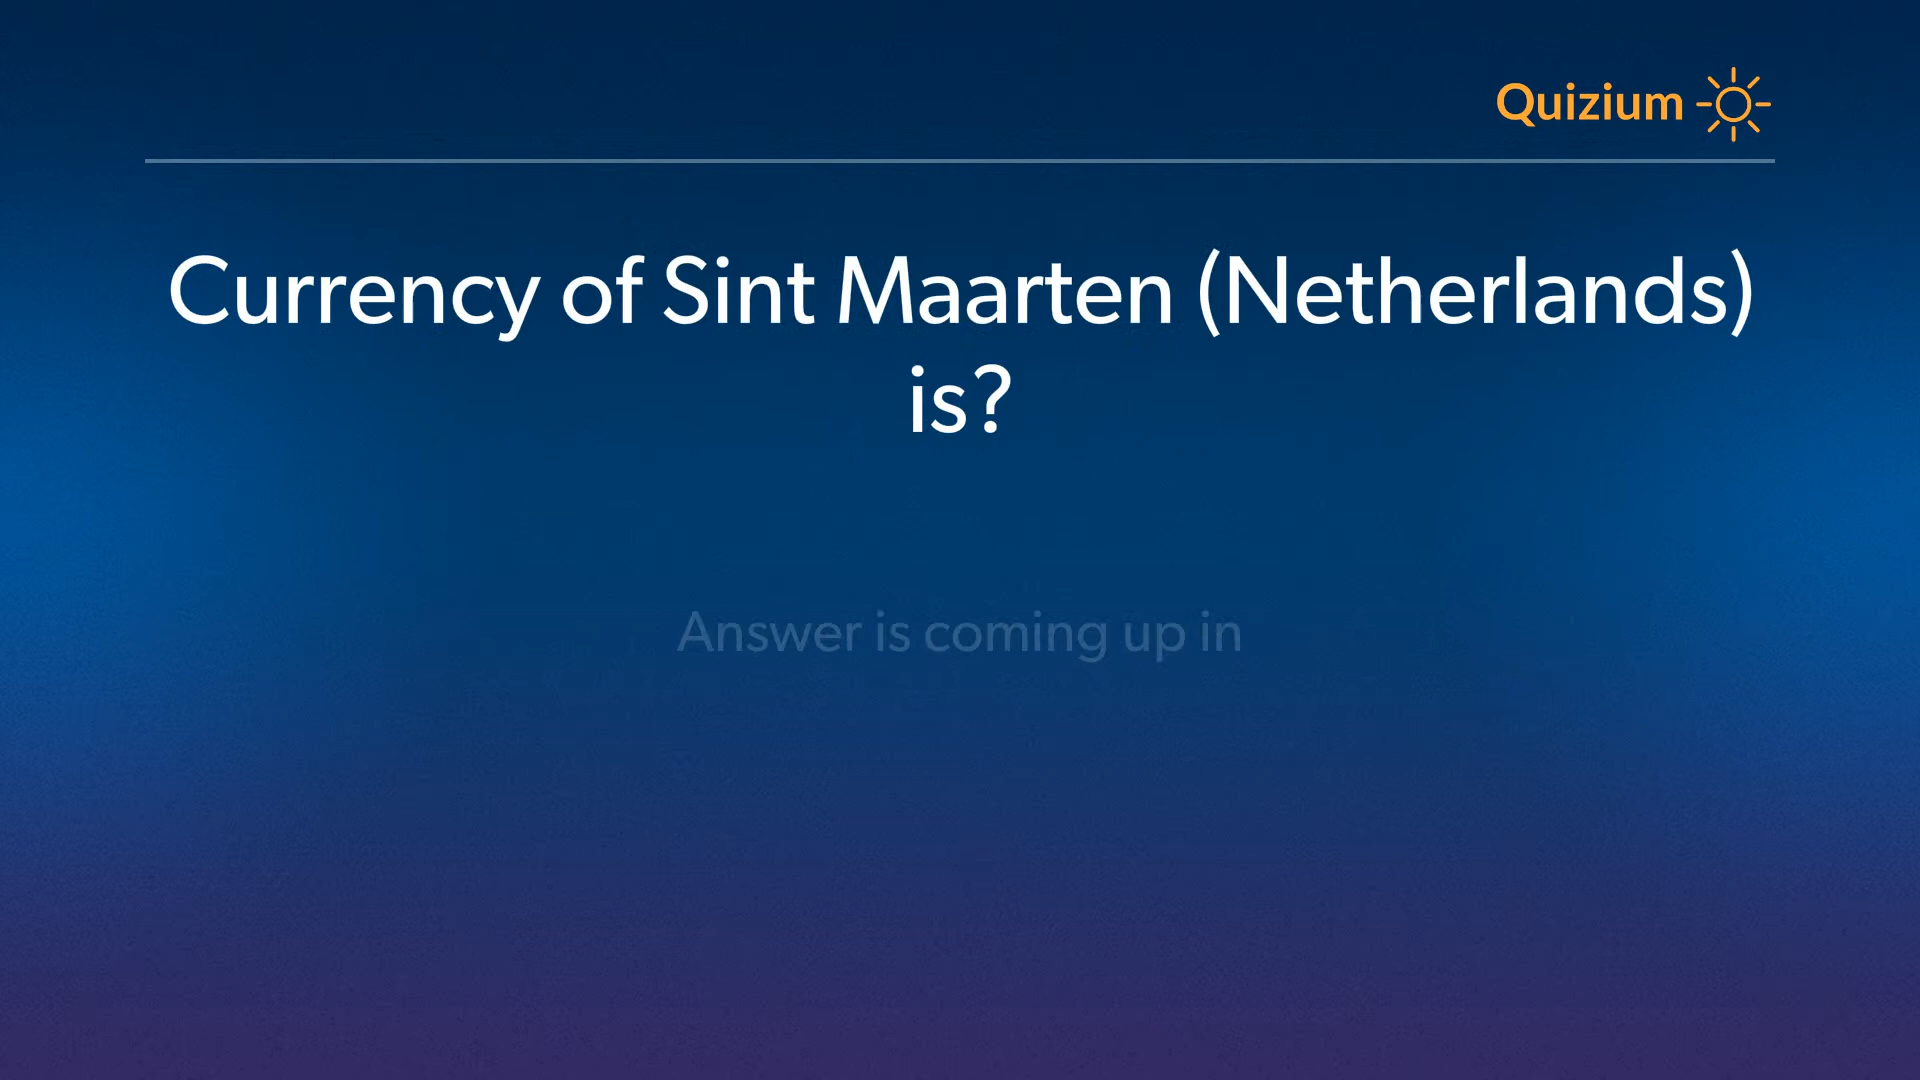 Quizium
Currency of Sint Maarten (Netherlands)
is?
Answer is coming up in